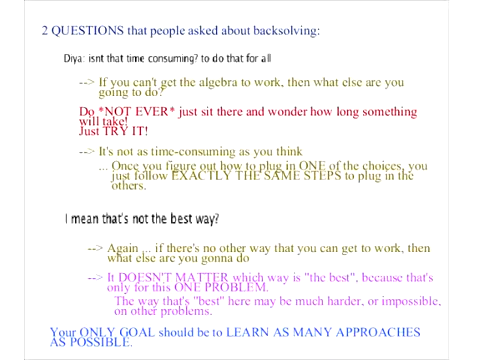 2 QUESTIONS that people asked about backsolving:
Diya: isnt that time consuming? to do that for all
--> If you can't get the algebra to work, then what else are you
going to do?
Do *NOT EVER* just sit there and wonder how long something
will take!
Just TRY IT!
--> It's not as time-consuming as you think
... Once you figure out how to plug in ONE of the choices, you
just follow EXACTLY THE SAME STEPS to plug in the
others.
I mean that's not the best way?
--> Again ... if there's no other way that you can get to work, then
what else are you gonna do
--> It DOESN'T MATTER which way is "the best", because that's
only for this ONE PROBLEM.
The way that's "best" here may be much harder, or impossible,
on other problems.
Your ONLY GOAL should be to LEARN AS MANY APPROACHES
AS POSSIBLE.